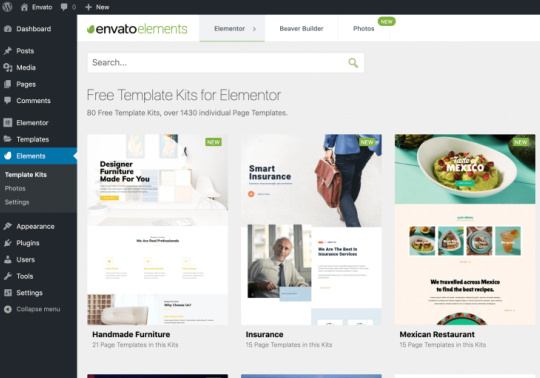 Envato 0 + New
Dashboard
Posts
Media
Pages
Comments
Elementor
Templates
Elements
Template Kits
Photos
Settings
Appearance
Plugins
Users
Tools
Settings
Collapse menu
envatoelements
Elementor
Beaver Builder
Photos
NEW
Search...
Free Template Kits for Elementor
80 Free Template Kits, over 1430 individual Page Templates.
NEW
Designer
Furniture
Made For You
We Are Real Professionals
Why Choose Us?
Handmade Furniture
21 Page Templates in this Kits
NEW
Smart
Insurance
We Are The Best In
Insurance Services
Insurance
15 Page Templates in this Kits
NEW
Taste of
MEXICO
We travelled across Mexico
to find the best recipes.
Mexican Restaurant
15 Page Templates in this Kits